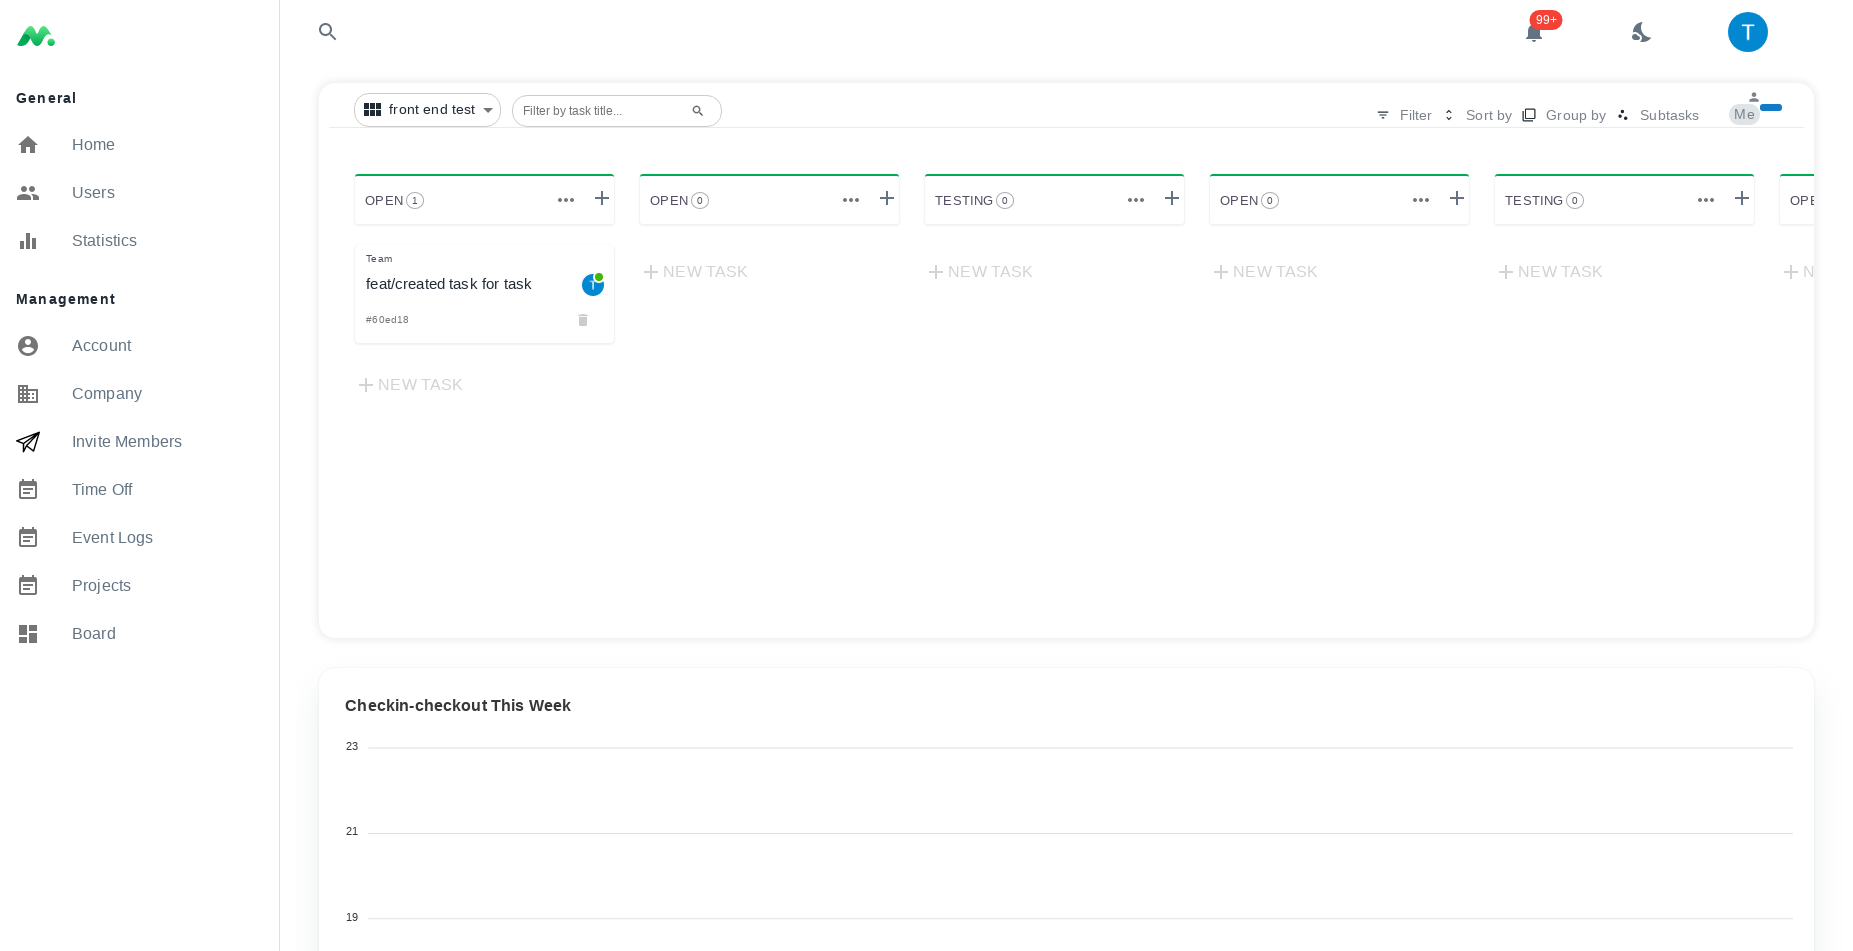 General
Home
Users
Statistics
Management
Account
Company
Invite Members
Time Off
Event Logs
Projects
Board
99+
T
front end test
Filter by task title...
Filter
Sort by
Group by
Subtasks
Me
OPEN 1
OPEN 0
TESTING 0
OPEN 0
TESTING 0
OPE
Team
feat/created task for task
T
#60ed18
NEW TASK
NEW TASK
NEW TASK
NEW TASK
NEW TASK
N
Checkin-checkout This Week
23
21
19